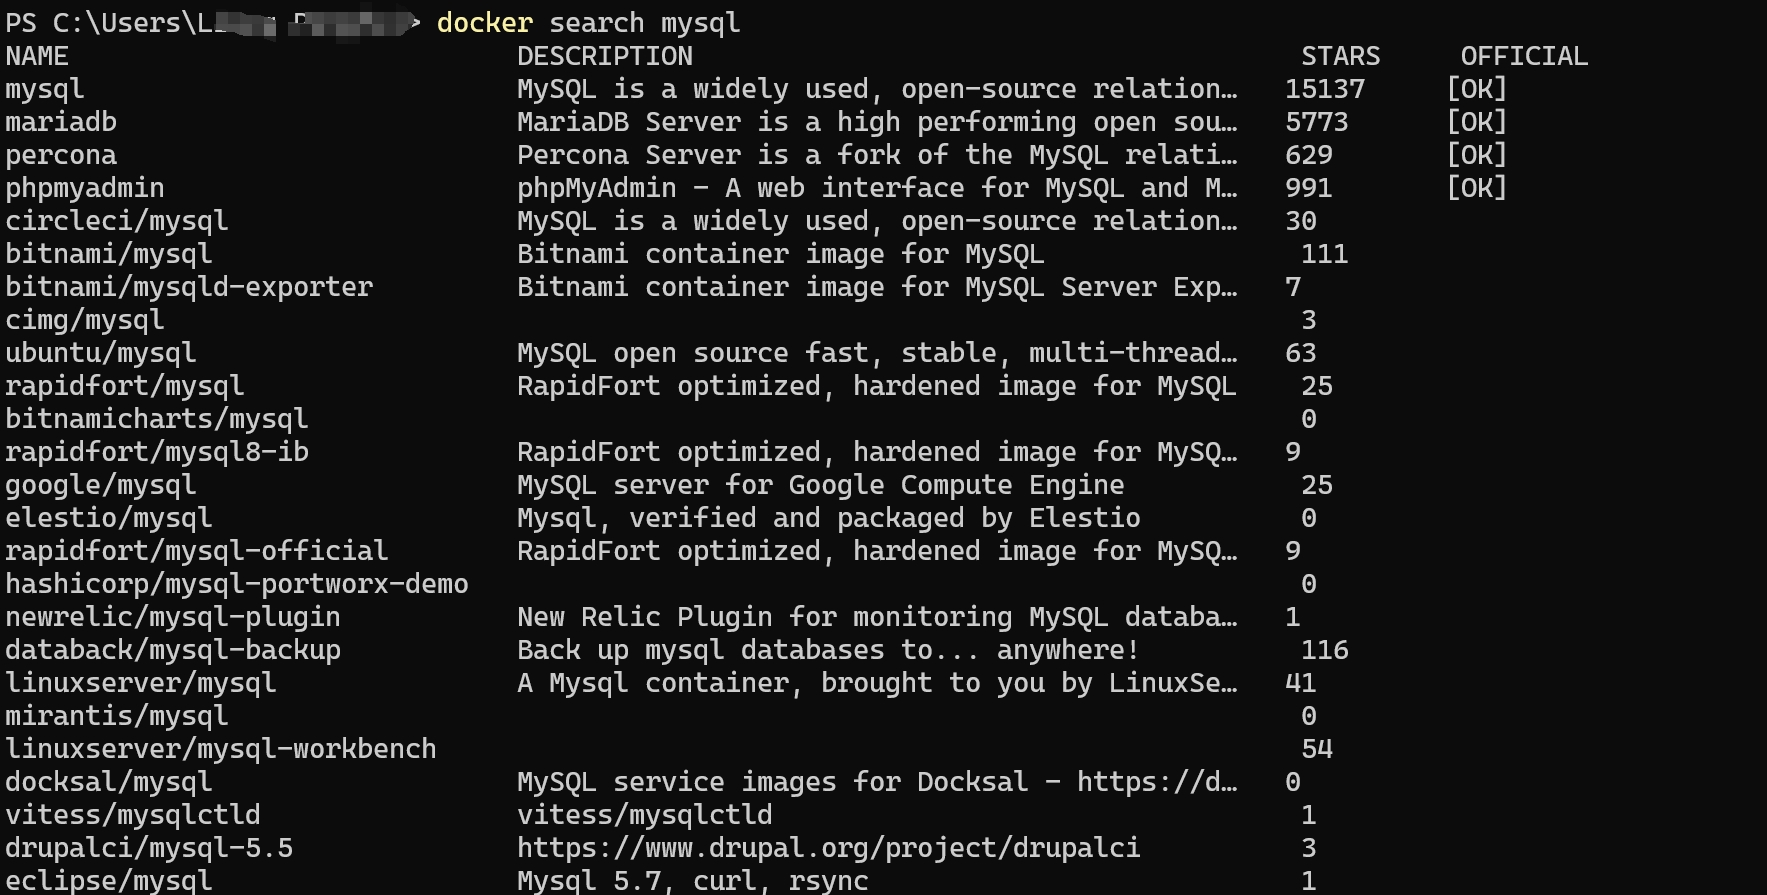 PS C:\Users\L > docker search mysql
NAME DESCRIPTION STARS OFFICIAL
mysql MySQL is a widely used, open-source relation… 15137 [OK]
mariadb MariaDB Server is a high performing open sou… 5773 [OK]
percona Percona Server is a fork of the MySQL relati… 629 [OK]
phpmyadmin phpMyAdmin - A web interface for MySQL and M… 991 [OK]
circleci/mysql MySQL is a widely used, open-source relation… 30
bitnami/mysql Bitnami container image for MySQL 111
bitnami/mysqld-exporter Bitnami container image for MySQL Server Exp… 7
cimg/mysql 3
ubuntu/mysql MySQL open source fast, stable, multi-thread… 63
rapidfort/mysql RapidFort optimized, hardened image for MySQL 25
bitnamicharts/mysql 0
rapidfort/mysql8-ib RapidFort optimized, hardened image for MySQ… 9
google/mysql MySQL server for Google Compute Engine 25
elestio/mysql Mysql, verified and packaged by Elestio 0
rapidfort/mysql-official RapidFort optimized, hardened image for MySQ… 9
hashicorp/mysql-portworx-demo 0
newrelic/mysql-plugin New Relic Plugin for monitoring MySQL databa… 1
databack/mysql-backup Back up mysql databases to... anywhere! 116
linuxserver/mysql A Mysql container, brought to you by LinuxSe… 41
mirantis/mysql 0
linuxserver/mysql-workbench 54
docksal/mysql MySQL service images for Docksal - https://d… 0
vitess/mysqlctld vitess/mysqlctld 1
drupalci/mysql-5.5 https://www.drupal.org/project/drupalci 3
eclipse/mysql Mysql 5.7, curl, rsync 1